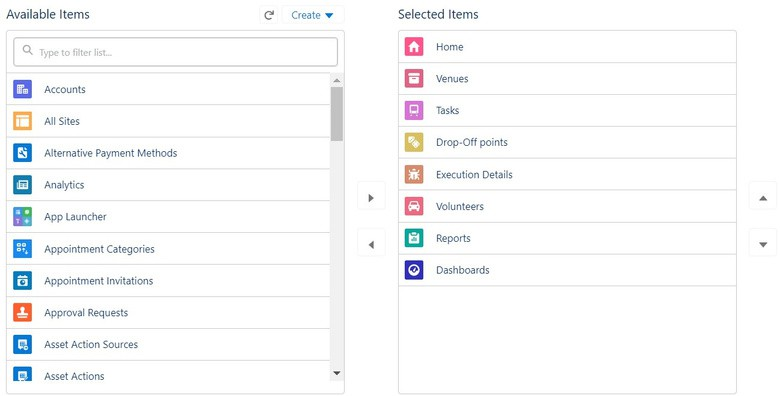 Available Items
Create
Type to filter list...
Accounts
All Sites
Alternative Payment Methods
Analytics
App Launcher
Appointment Categories
Appointment Invitations
Approval Requests
Asset Action Sources
Asset Actions
Selected Items
Home
Venues
Tasks
Drop-Off points
Execution Details
Volunteers
Reports
Dashboards